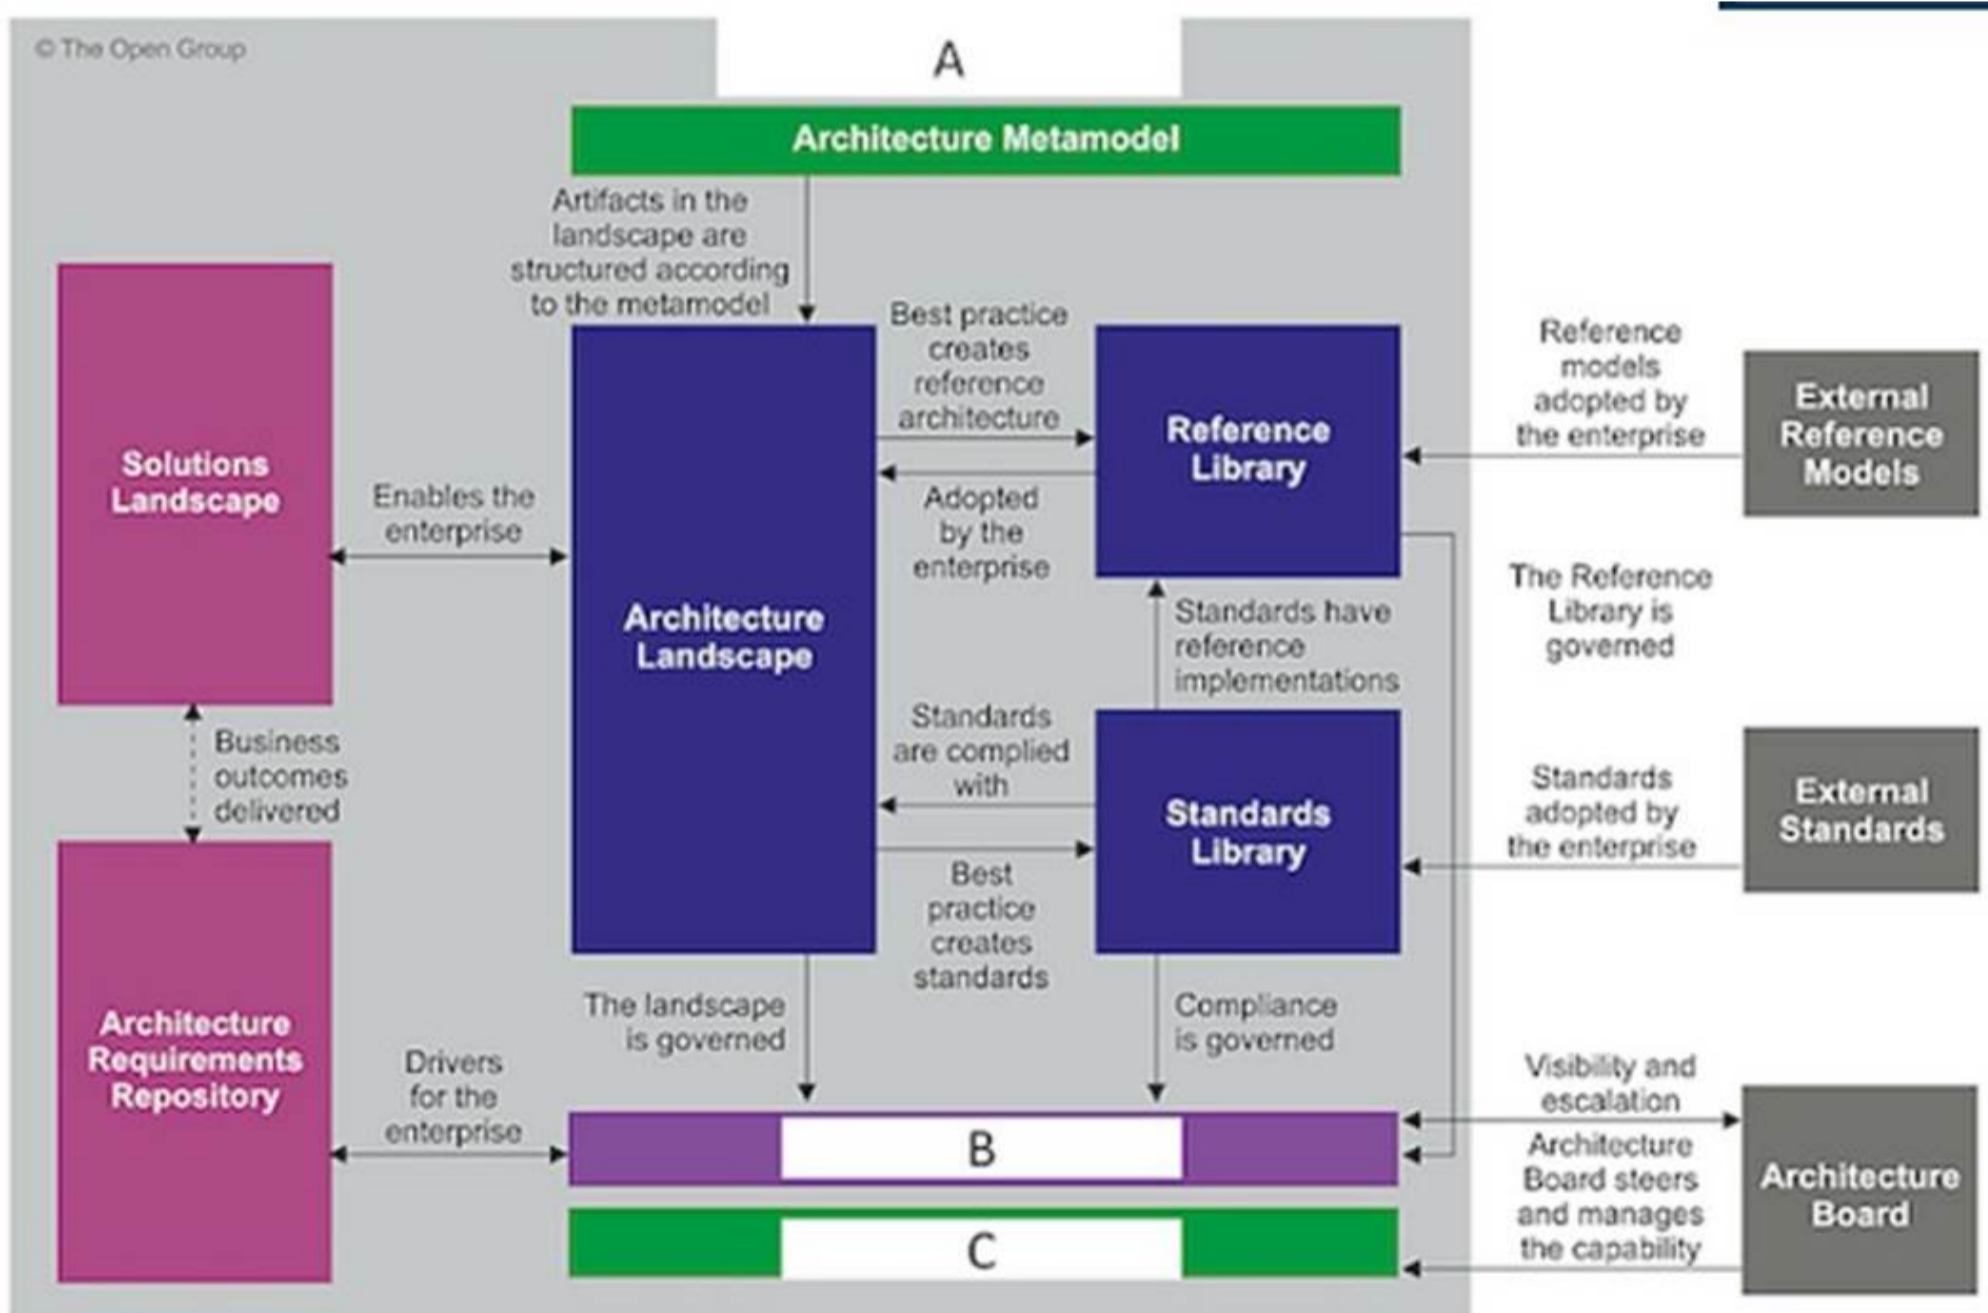 © The Open Group
A
Architecture Metamodel
Artifacts in the
landscape are
structured according
to the metamodel
Best practice
creates
reference
architecture
Reference
Library
Reference
models
adopted by
the enterprise
External
Reference
Models
Solutions
Landscape
Enables the
enterprise
Adopted
by the
enterprise
Architecture
Landscape
The Reference
Library is
governed
Standards have
reference
implementations
Business
outcomes
delivered
Standards
are complied
with
Standards
Library
Standards
adopted by
the enterprise
External
Standards
Best
practice
creates
standards
Architecture
Requirements
Repository
The landscape
is governed
Compliance
is governed
Drivers
for the
enterprise
Visibility and
escalation
B
Architecture
Board steers
and manages
the capability
Architecture
Board
C